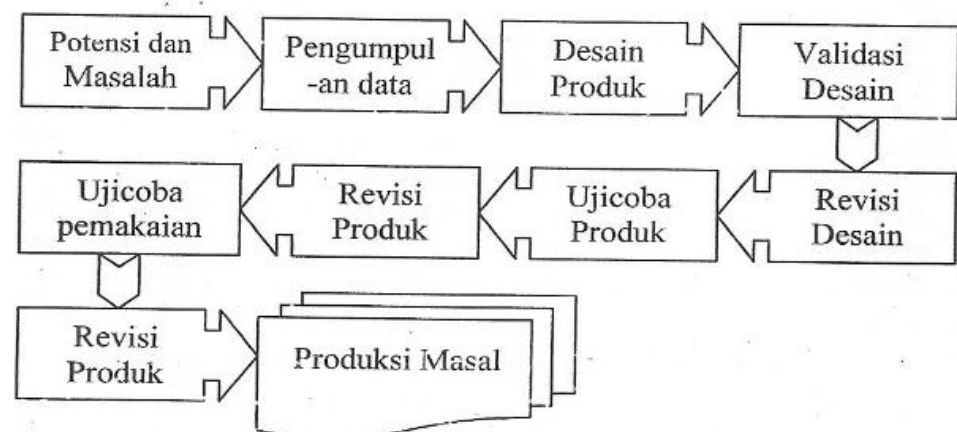 Potensi dan
Masalah
Pengumpul
-an data
Desain
Produk
Validasi
Desain
Revisi
Desain
Ujicoba
Produk
Revisi
Produk
Ujicoba
pemakaian
Revisi
Produk
Produksi Masal